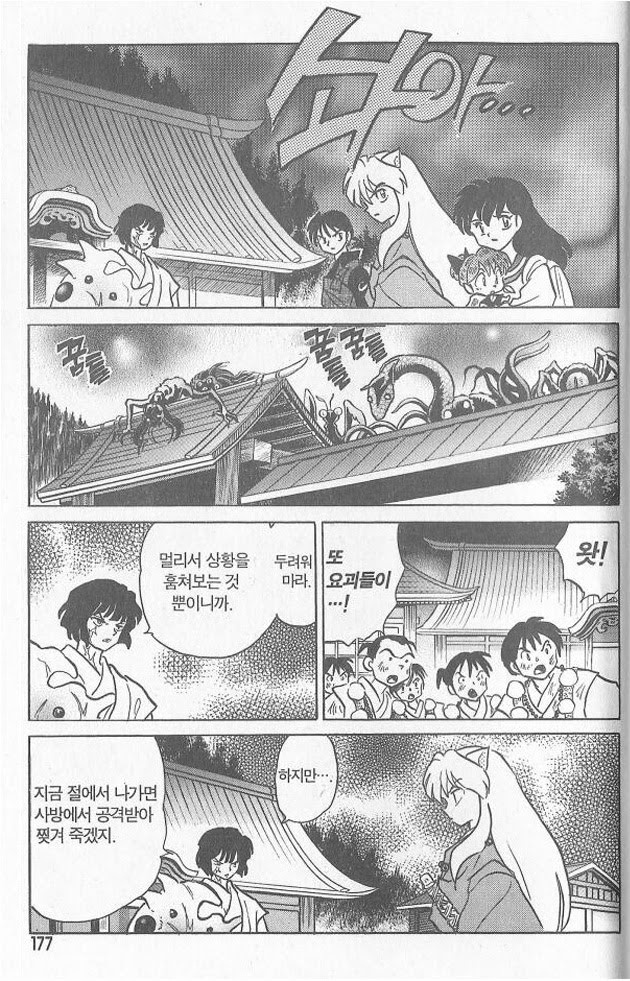 솨아...
꿈틀
꿈틀
꿈틀
왓!
또
요괴들이
…!
두려워
마라.
멀리서 상황을
훔쳐보는 것
뿐이니까.
하지만….
지금 절에서 나가면
사방에서 공격받아
찢겨 죽겠지.
177